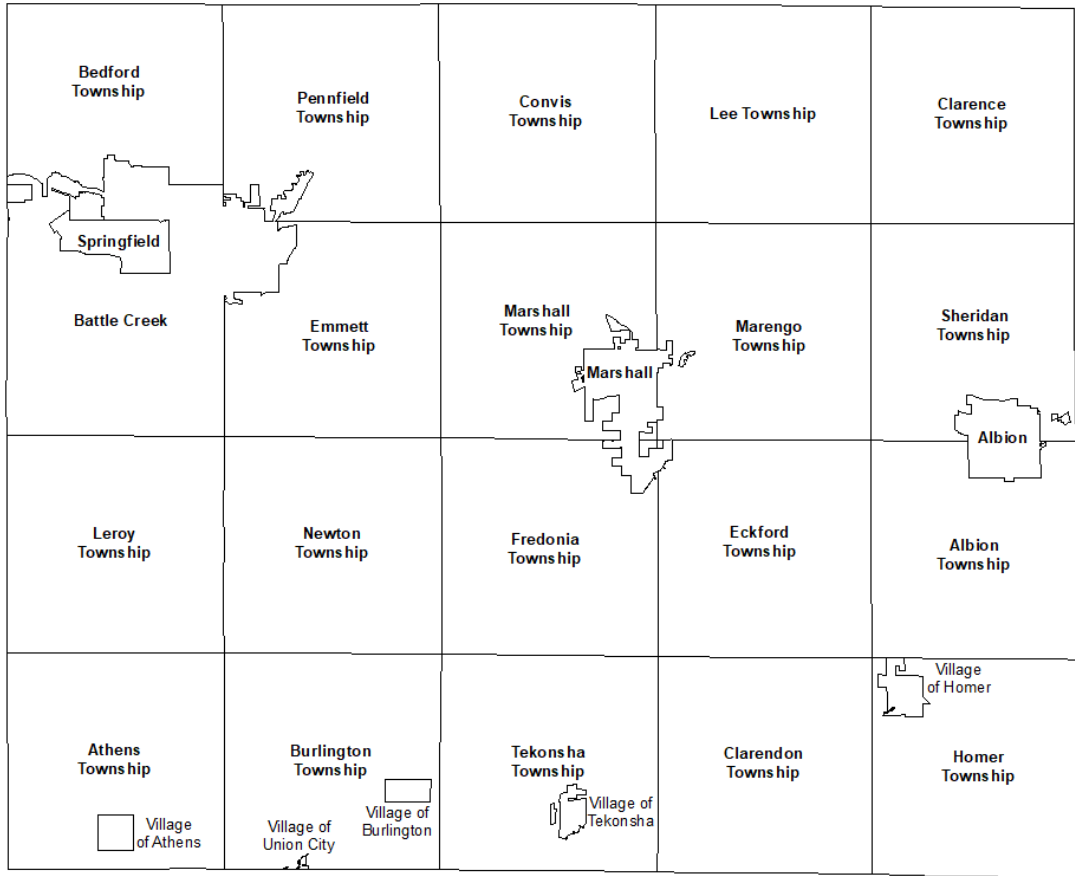 Bedford
Township
Pennfield
Township
Convis
Township
Lee Township
Clarence
Township
Springfield
Battle Creek
Emmett
Township
Marshall
Township
Marshall
Marengo
Township
Sheridan
Township
Albion
Leroy
Township
Newton
Township
Fredonia
Township
Eckford
Township
Albion
Township
Village
of Homer
Athens
Township
Burlington
Township
Tekonsha
Township
Clarendon
Township
Homer
Township
Village
of Athens
Village of
Union City
Village of
Burlington
Village of
Tekonsha